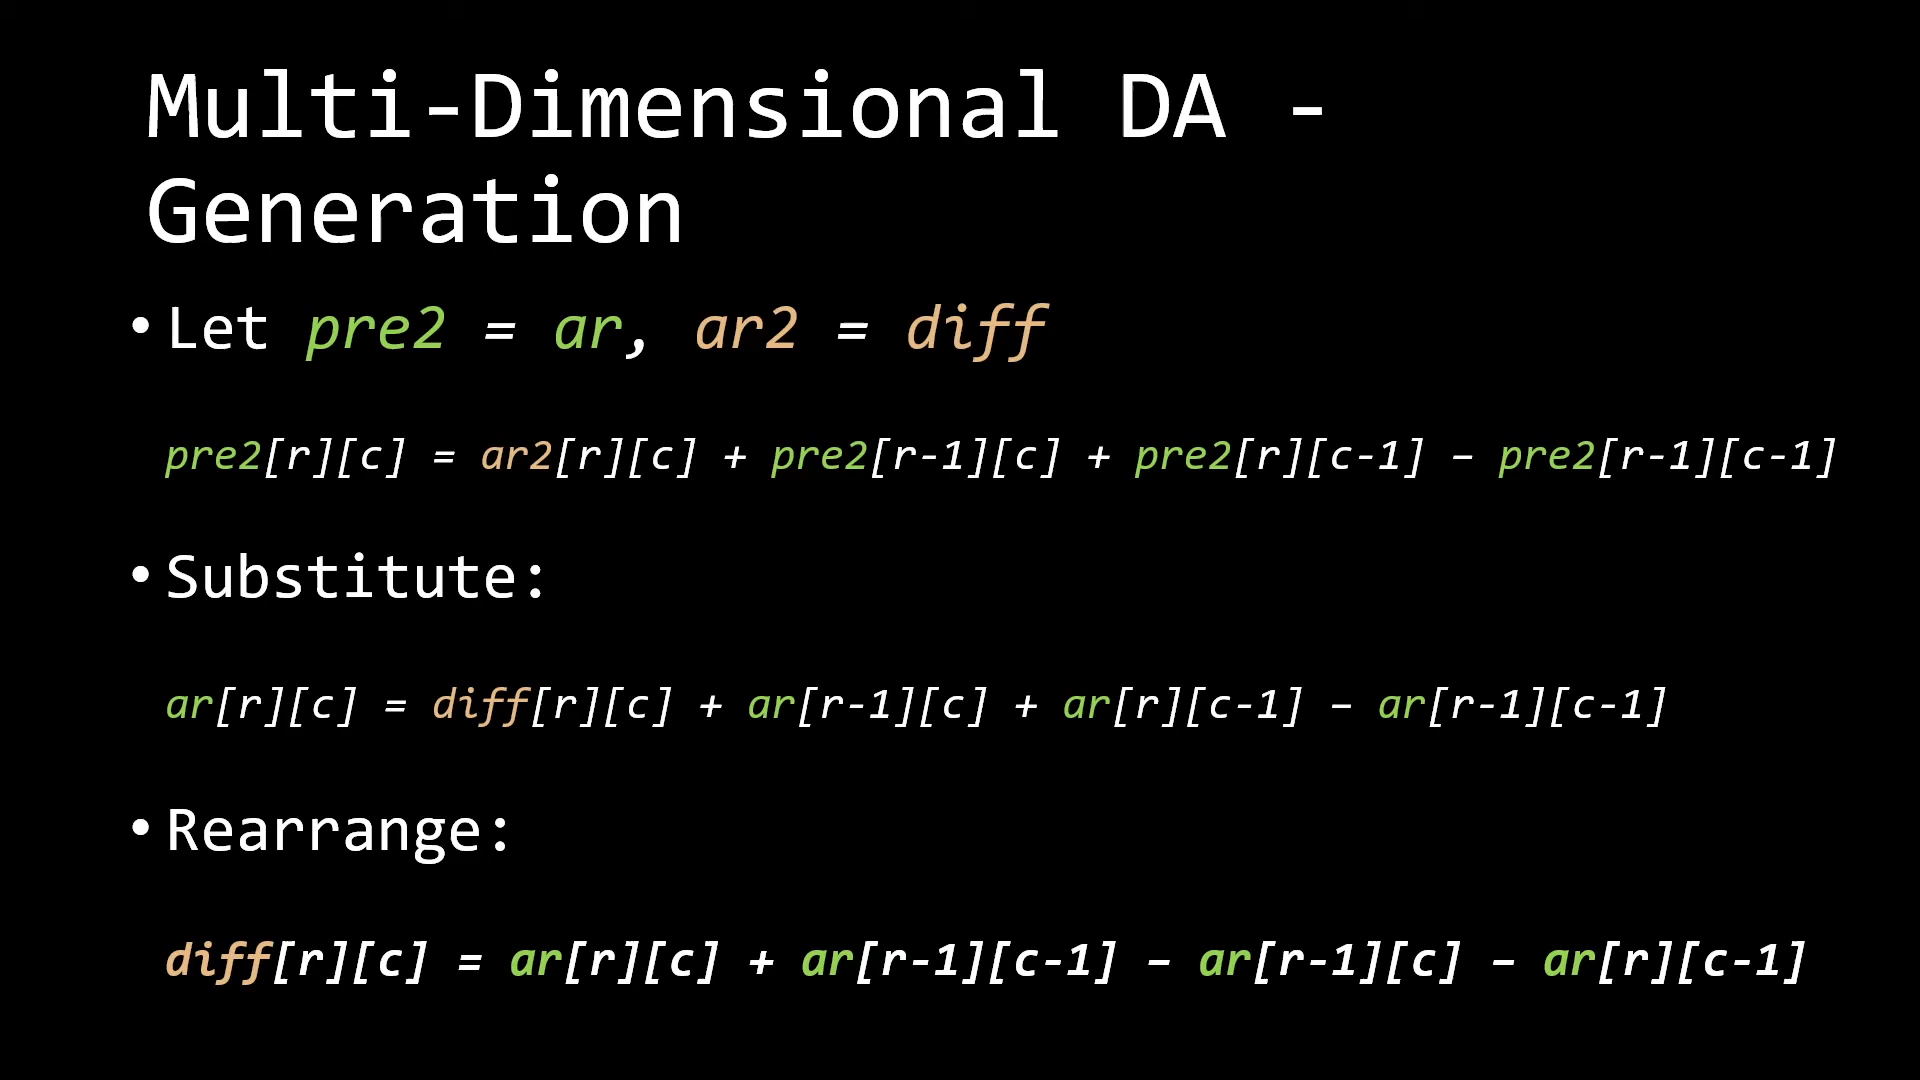 Multi-Dimensional DA -
Generation
• Let pre2 = ar, ar2 = diff
pre2[r][c] = ar2[r][c] + pre2[r-1][c] + pre2[r][c-1] – pre2[r-1][c-1]
• Substitute:
ar[r][c] = diff[r][c] + ar[r-1][c] + ar[r][c-1] – ar[r-1][c-1]
• Rearrange:
diff[r][c] = ar[r][c] + ar[r-1][c-1] – ar[r-1][c] – ar[r][c-1]